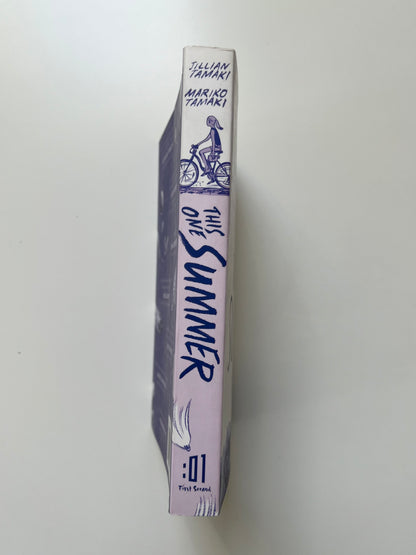 JILLIAN
TAMAKI
MARIKO
TAMAKI
THIS
ONE
SUMMER
:01
First Second